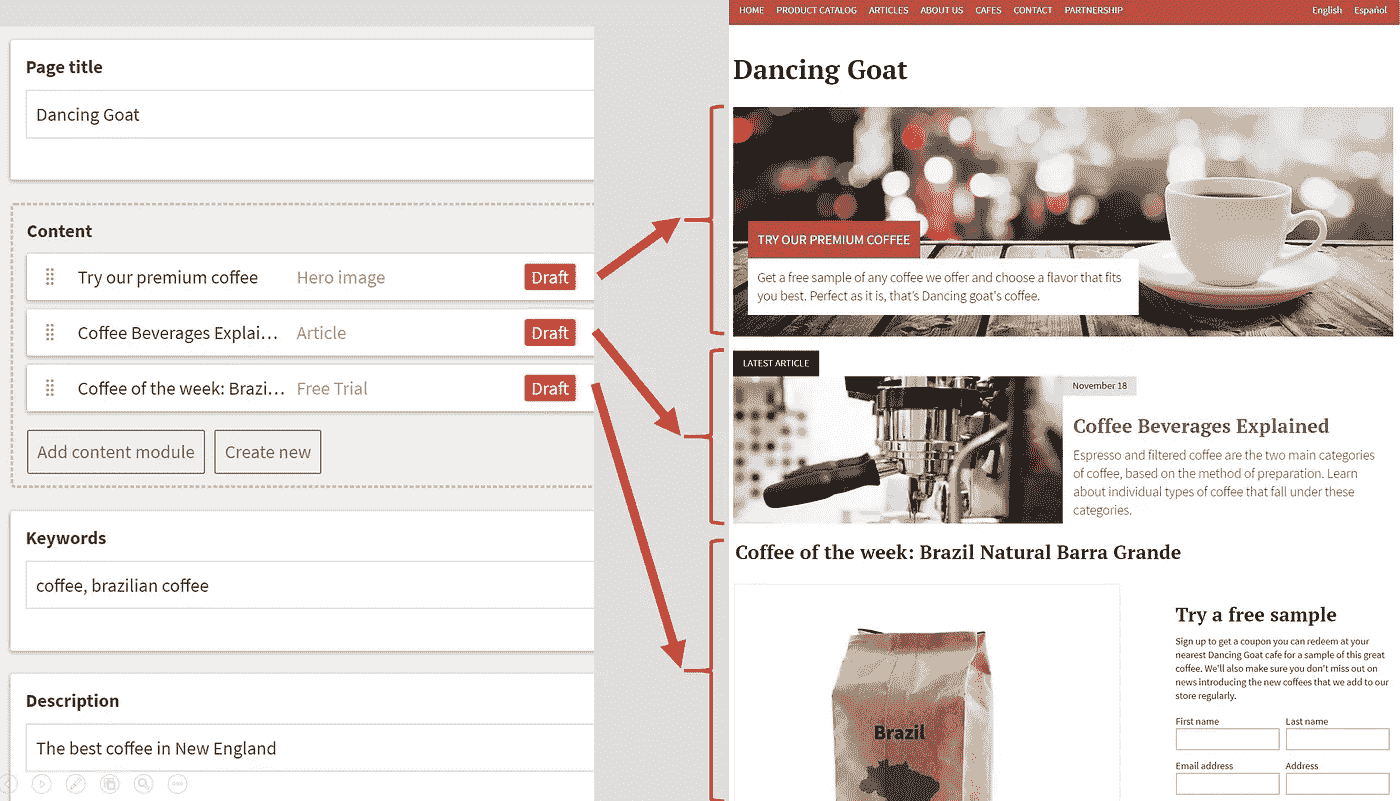 Page title
Dancing Goat
Content
Try our premium coffee Hero image Draft
Coffee Beverages Explai... Article Draft
Coffee of the week: Brazi... Free Trial Draft
Add content module Create new
Keywords
coffee, brazilian coffee
Description
The best coffee in New England
HOME PRODUCT CATALOG ARTICLES ABOUT US CAFES CONTACT PARTNERSHIP English Español
Dancing Goat
TRY OUR PREMIUM COFFEE
Get a free sample of any coffee we offer and choose a flavor that fits
you best. Perfect as it is, that's Dancing goat's coffee.
LATEST ARTICLE
November 18
Coffee Beverages Explained
Espresso and filtered coffee are the two main categories
of coffee, based on the method of preparation. Learn
about individual types of coffee that fall under these
categories.
Coffee of the week: Brazil Natural Barra Grande
Brazil
Try a free sample
Sign up to get a coupon you can redeem at your
nearest Dancing Goat cafe for a sample of this great
coffee. We'll also make sure you don't miss out on
news introducing the new coffees that we add to our
store regularly.
First name Last name
Email address Address